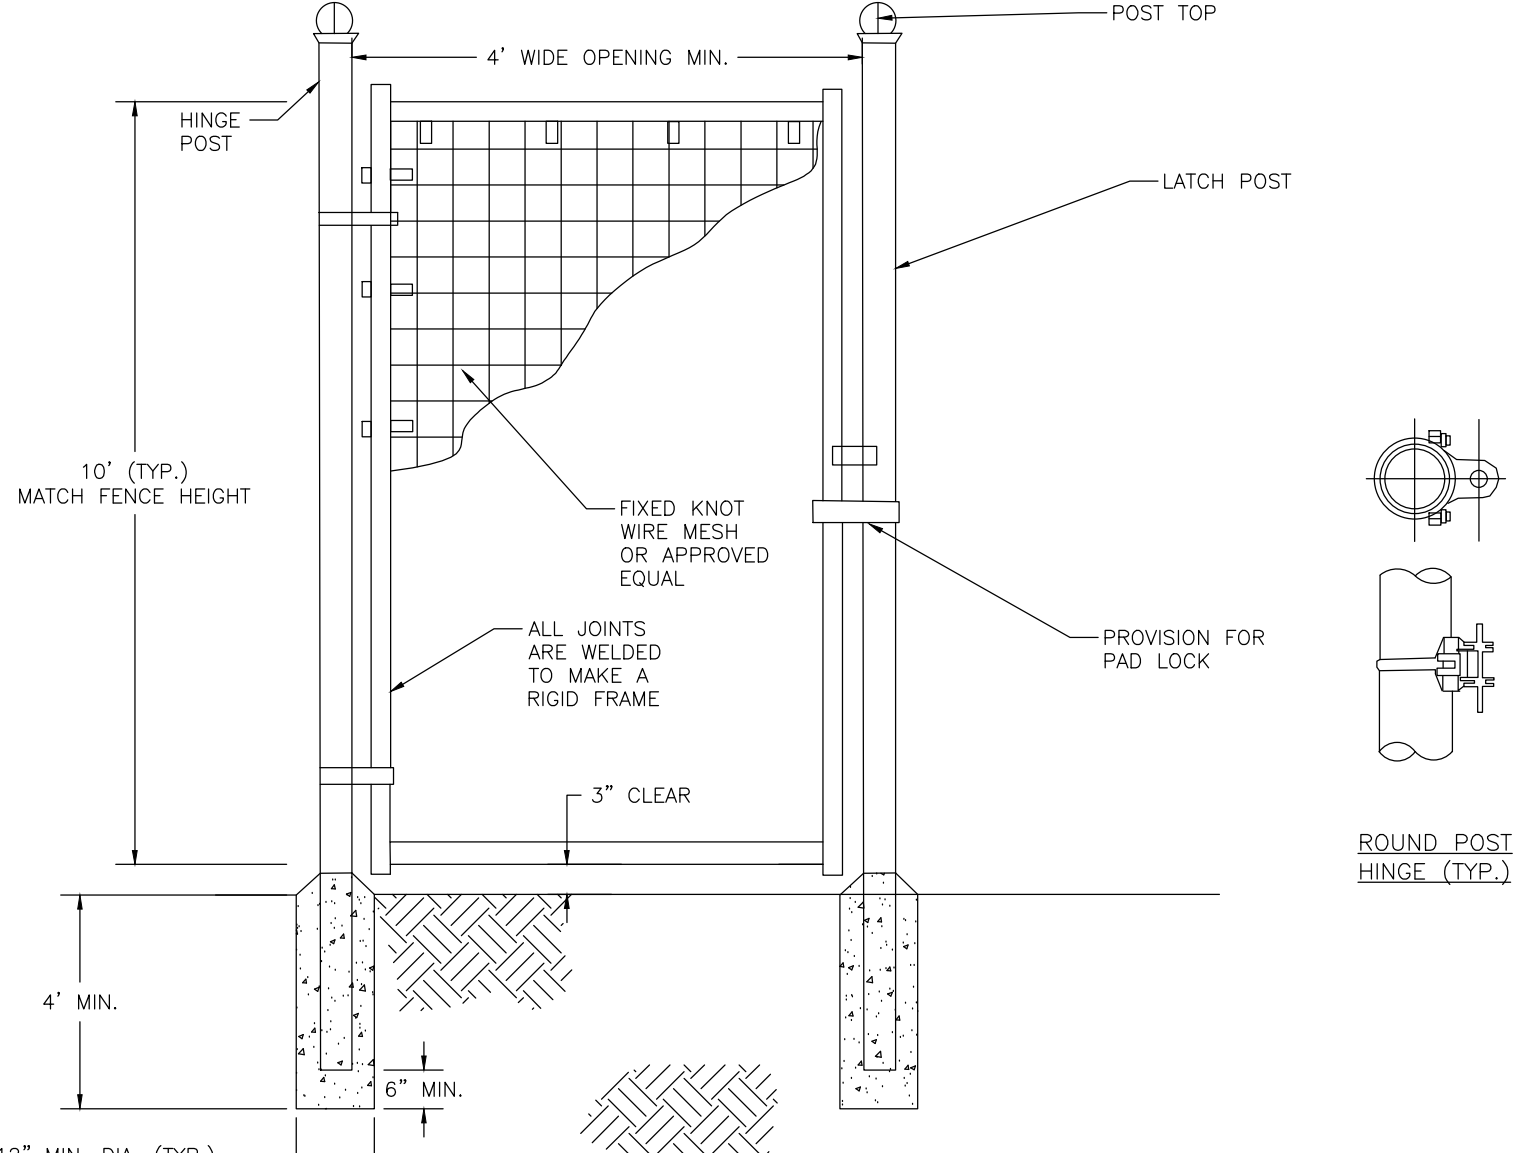 POST TOP
4' WIDE OPENING MIN.
HINGE
POST
LATCH POST
10' (TYP.)
MATCH FENCE HEIGHT
FIXED KNOT
WIRE MESH
OR APPROVED
EQUAL
ALL JOINTS
ARE WELDED
TO MAKE A
RIGID FRAME
PROVISION FOR
PAD LOCK
3" CLEAR
ROUND POST
HINGE (TYP.)
4' MIN.
6" MIN.
MIN. DIA. (TYP.)